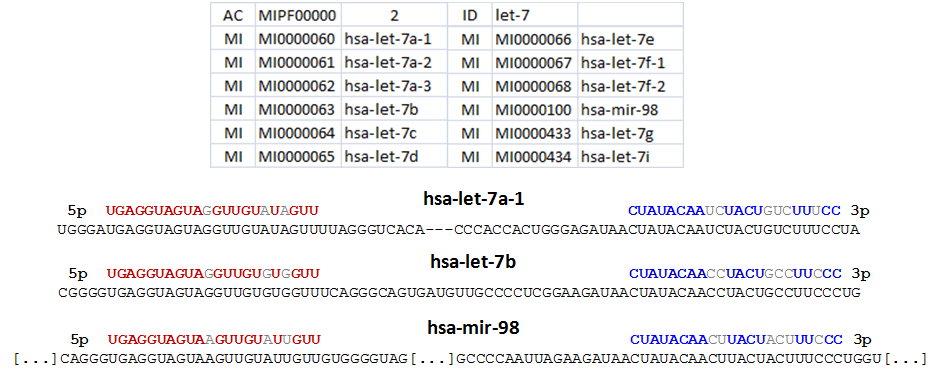 AC MIPF00000 2 ID let-7
MI MI0000060 hsa-let-7a-1 MI MI0000066 hsa-let-7e
MI MI0000061 hsa-let-7a-2 MI MI0000067 hsa-let-7f-1
MI MI0000062 hsa-let-7a-3 MI MI0000068 hsa-let-7f-2
MI MI0000063 hsa-let-7b MI MI0000100 hsa-mir-98
MI MI0000064 hsa-let-7c MI MI0000433 hsa-let-7g
MI MI0000065 hsa-let-7d MI MI0000434 hsa-let-7i
hsa-let-7a-1
5p UGAGGUAGUAGGUUGUAUAGUU CUAUACAAUCUACUGUCUUUCC 3p
UGGGAUGAGGUAGUAGGUUGUAUAGUUUUAGGGUCACA---CCCACCACUGGGAGAUAACUAUACAAUCUACUGUCUUUCCUA
hsa-let-7b
5p UGAGGUAGUAGGUUGUGUGGUU CUAUACAACCUACUGCCUUCCC 3p
CGGGGUGAGGUAGUAGGUUGUGUGGUUUCAGGGCAGUGAUGUUGCCCCUCGGAAGAUAACUAUACAACCUACUGCCUUCCCUG
hsa-mir-98
5p UGAGGUAGUAAGUUGUAUUGUU CUAUACAACUUACUACUUUCCC 3p
[...]CAGGGUGAGGUAGUAAGUUGUAUUGUUGUGGGGUAG[...]GCCCCAAUUAGAAGAUAACUAUACAACUUACUACUUUCCCUGGU[...]